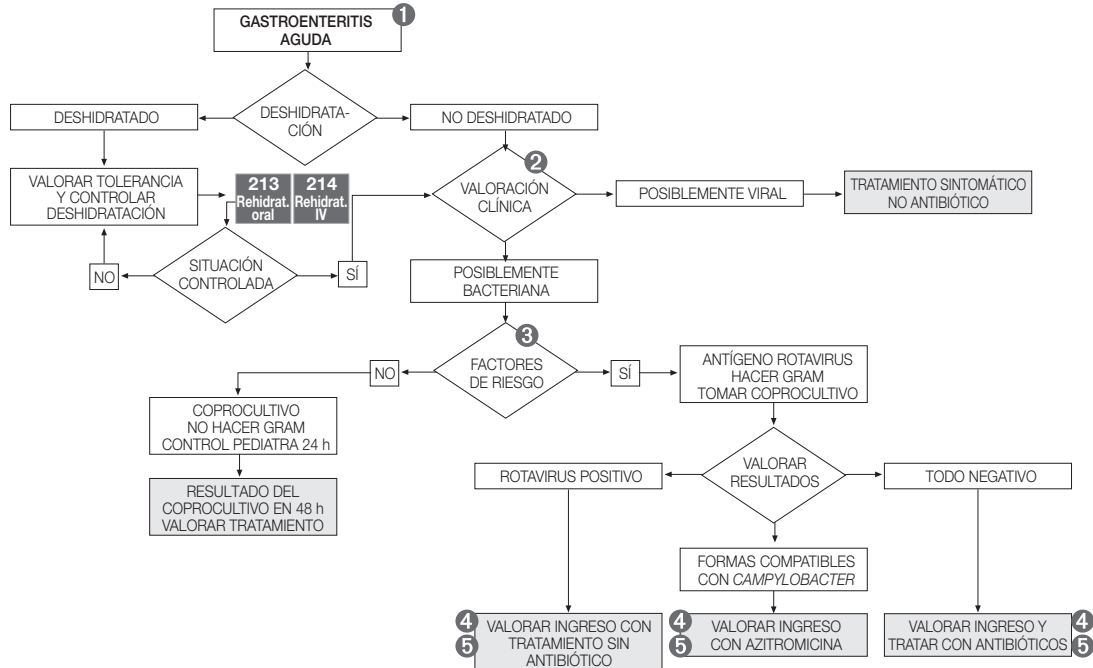 1
GASTROENTERITIS
AGUDA
DESHIDRATADO
DESHIDRATA-
CIÓN
NO DESHIDRATADO
VALORAR TOLERANCIA
Y CONTROLAR
DESHIDRATACIÓN
213
Rehidrat.
oral
214
Rehidrat.
IV
2
VALORACIÓN
CLÍNICA
POSIBLEMENTE VIRAL
TRATAMIENTO SINTOMÁTICO
NO ANTIBIÓTICO
NO
SITUACIÓN
CONTROLADA
SÍ
POSIBLEMENTE
BACTERIANA
3
FACTORES
DE RIESGO
NO
SÍ
ANTÍGENO ROTAVIRUS
HACER GRAM
TOMAR COPROCULTIVO
COPROCULTIVO
NO HACER GRAM
CONTROL PEDIATRA 24 h
RESULTADO DEL
COPROCULTIVO EN 48 h
VALORAR TRATAMIENTO
ROTAVIRUS POSITIVO
VALORAR
RESULTADOS
TODO NEGATIVO
FORMAS COMPATIBLES
CON CAMPYLOBACTER
4
5
VALORAR INGRESO CON
TRATAMIENTO SIN
ANTIBIÓTICO
4
5
VALORAR INGRESO
CON AZITROMICINA
VALORAR INGRESO Y
TRATAR CON ANTIBIÓTICOS
4
5